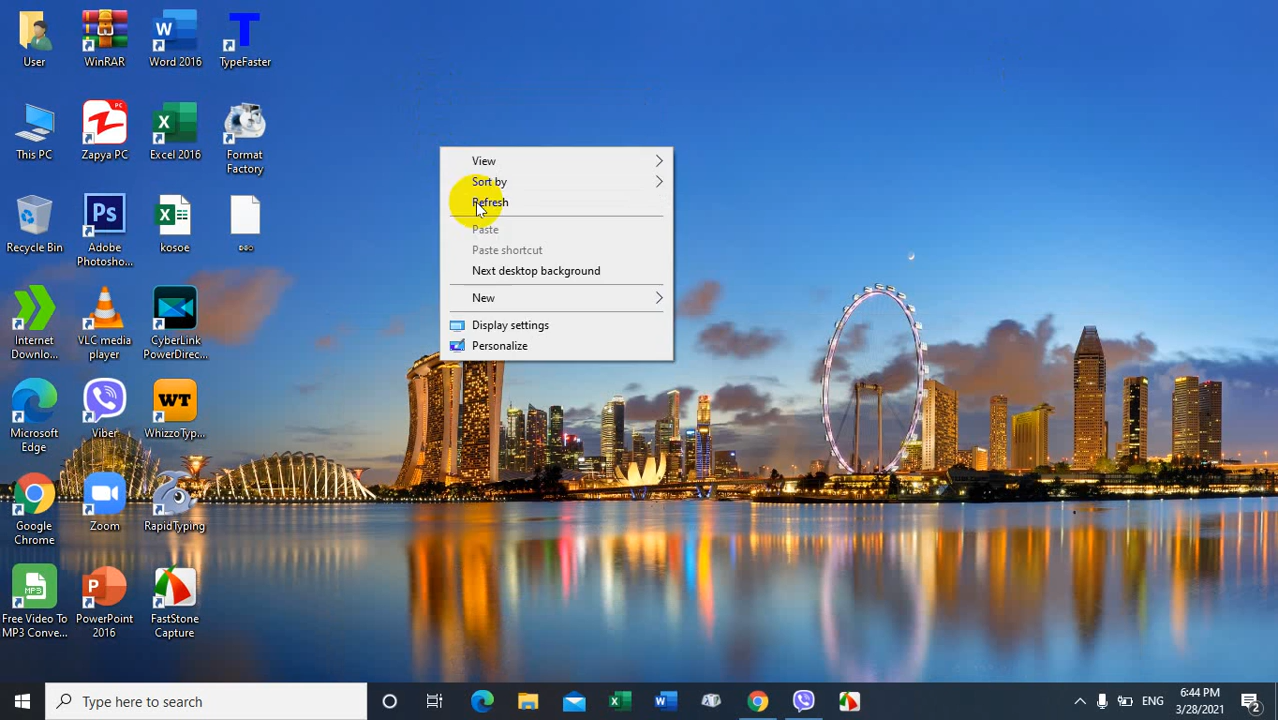 User
WinRAR
Word 2016
TypeFaster
This PC
Zapya PC
Excel 2016
Format
Factory
Recycle Bin
Adobe
Photosho...
kosoe
Internet
Downlo...
VLC media
player
CyberLink
PowerDirec...
Microsoft
Edge
Viber
WhizzoTyp...
Google
Chrome
Zoom
RapidTyping
Free Video To
MP3 Conve...
PowerPoint
2016
FastStone
Capture
View
Sort by
Refresh
Paste
Paste shortcut
Next desktop background
New
Display settings
Personalize
Type here to search
ENG
6:44 PM
3/28/2021
2